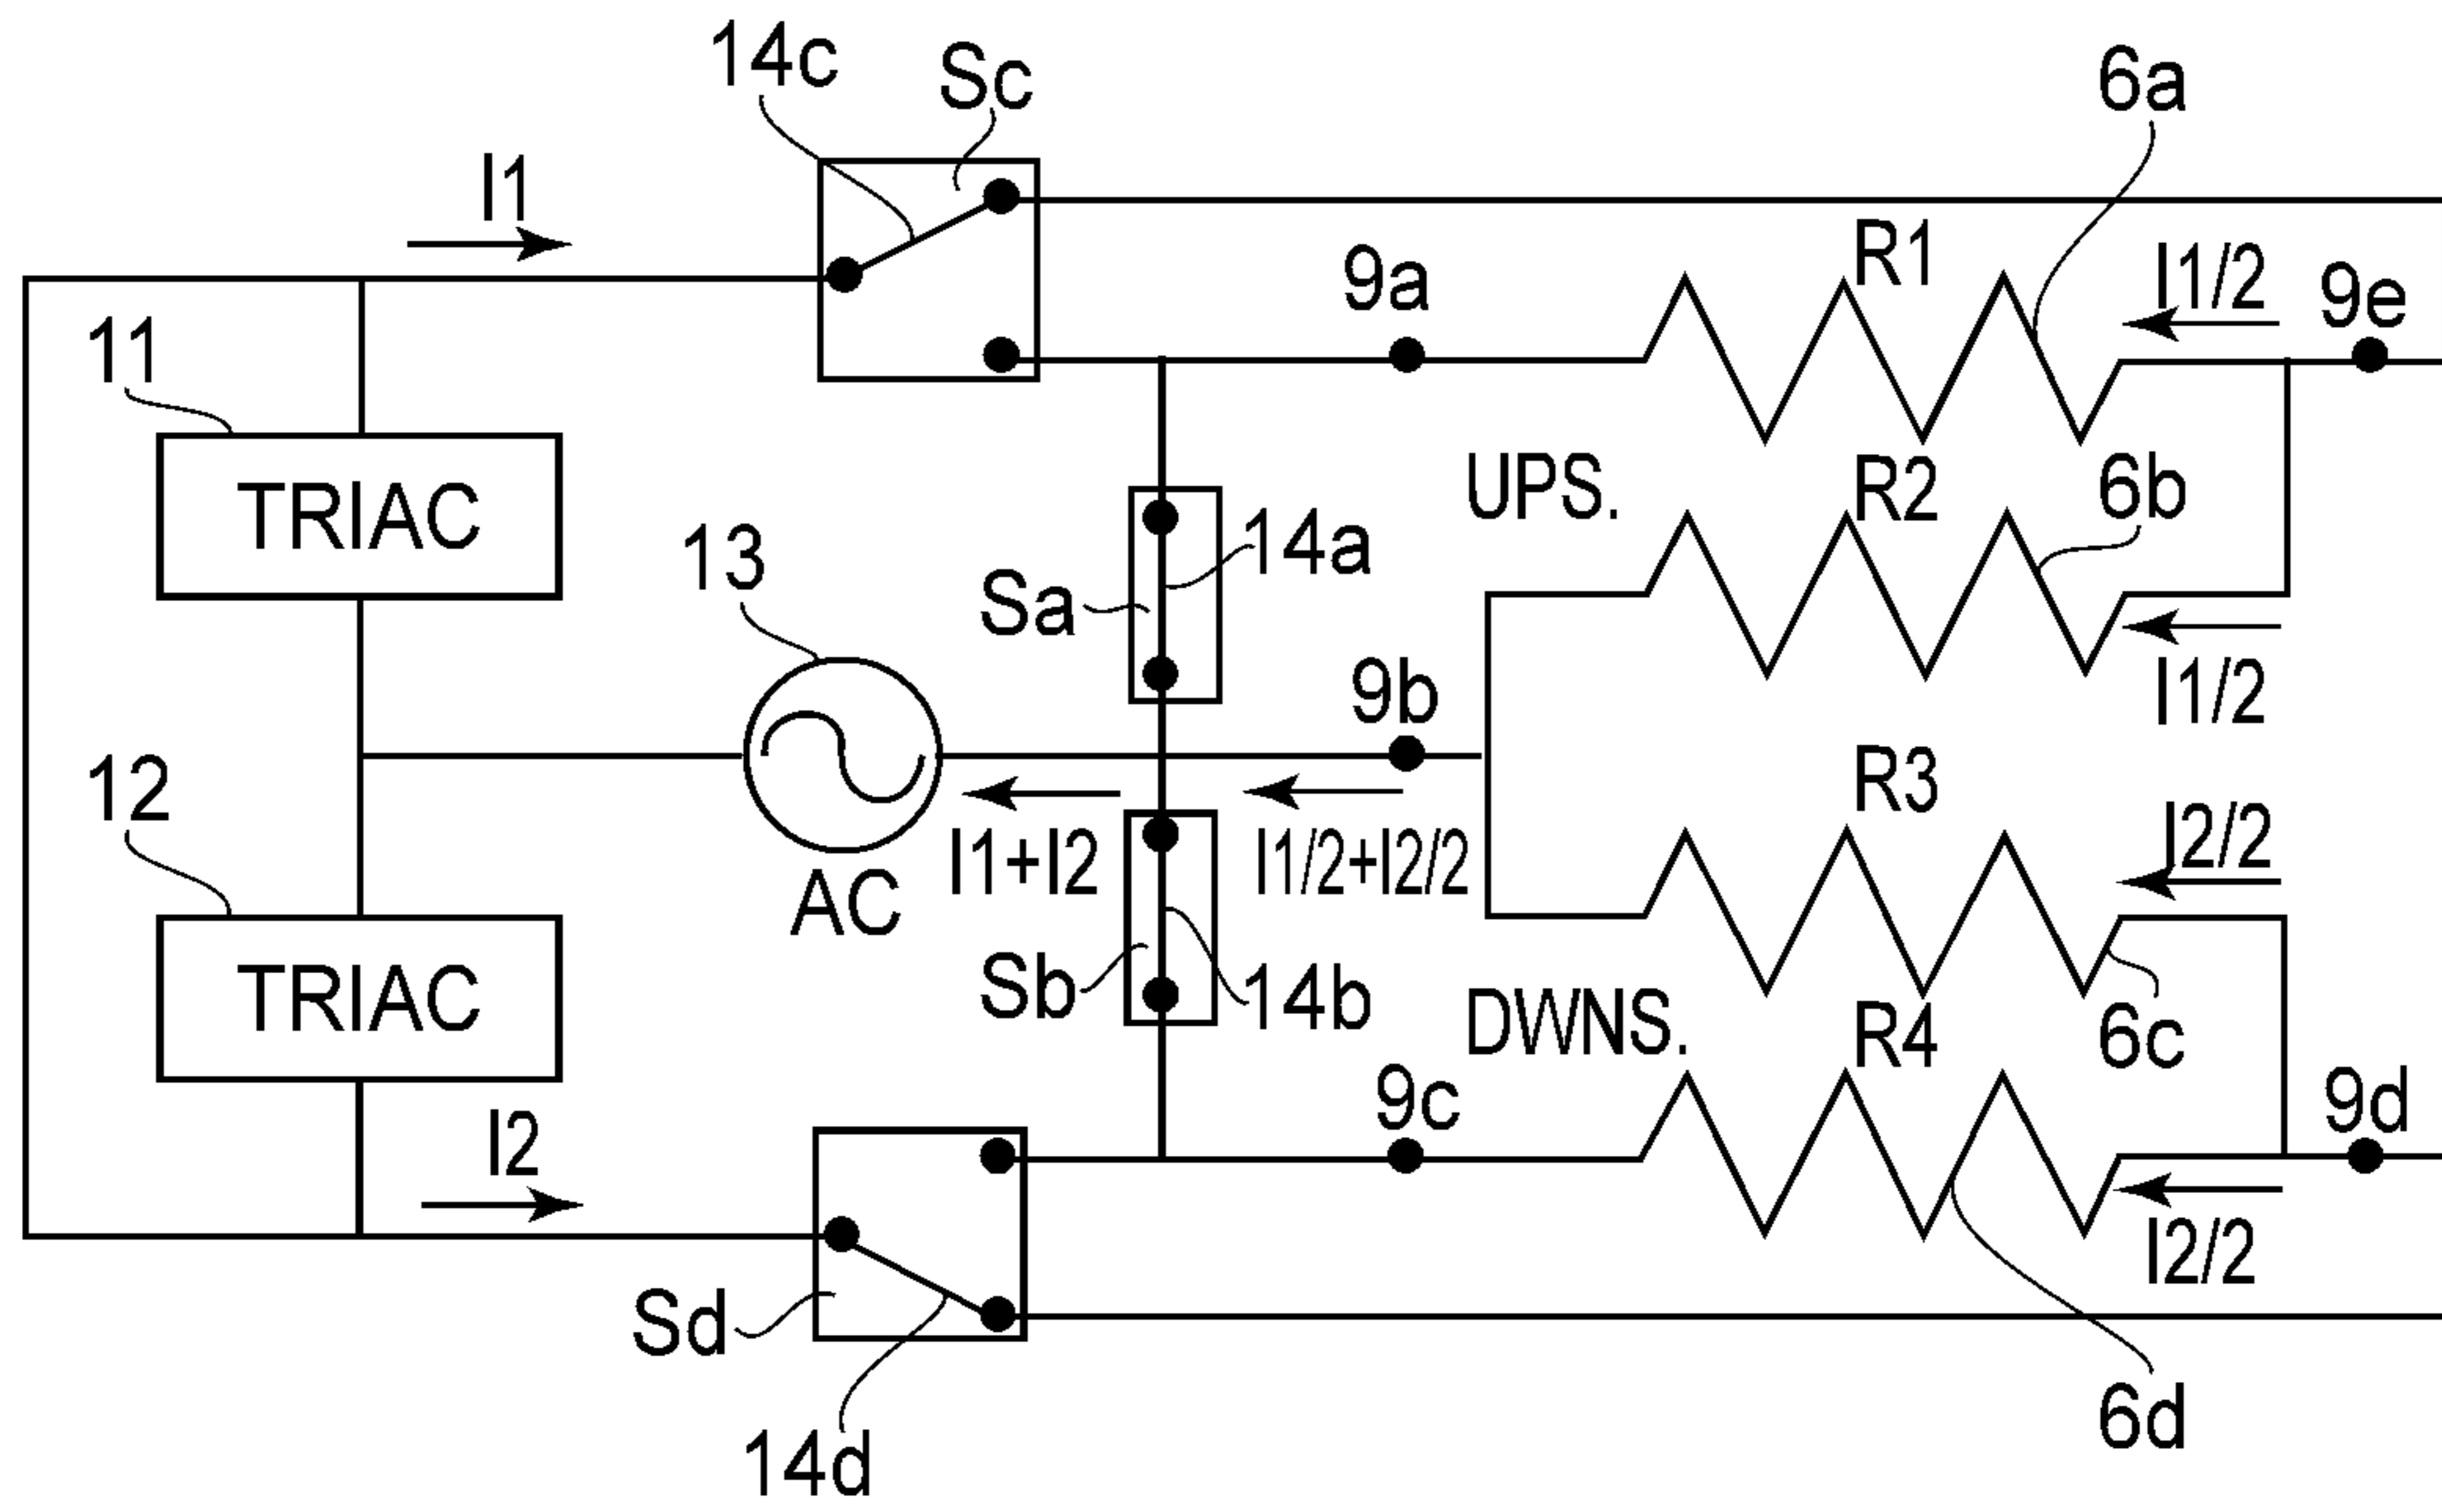 14c
Sc
6a
I1
R1
I1/2
9e
9a
11
TRIAC
UPS.
R2
6b
13
14a
Sa
9b
I1/2
12
R3
I2/2
I1+I2
I1/2+I2/2
AC
TRIAC
Sb
14b
DWNS.
R4
6c
9c
9d
I2
I2/2
Sd
6d
14d